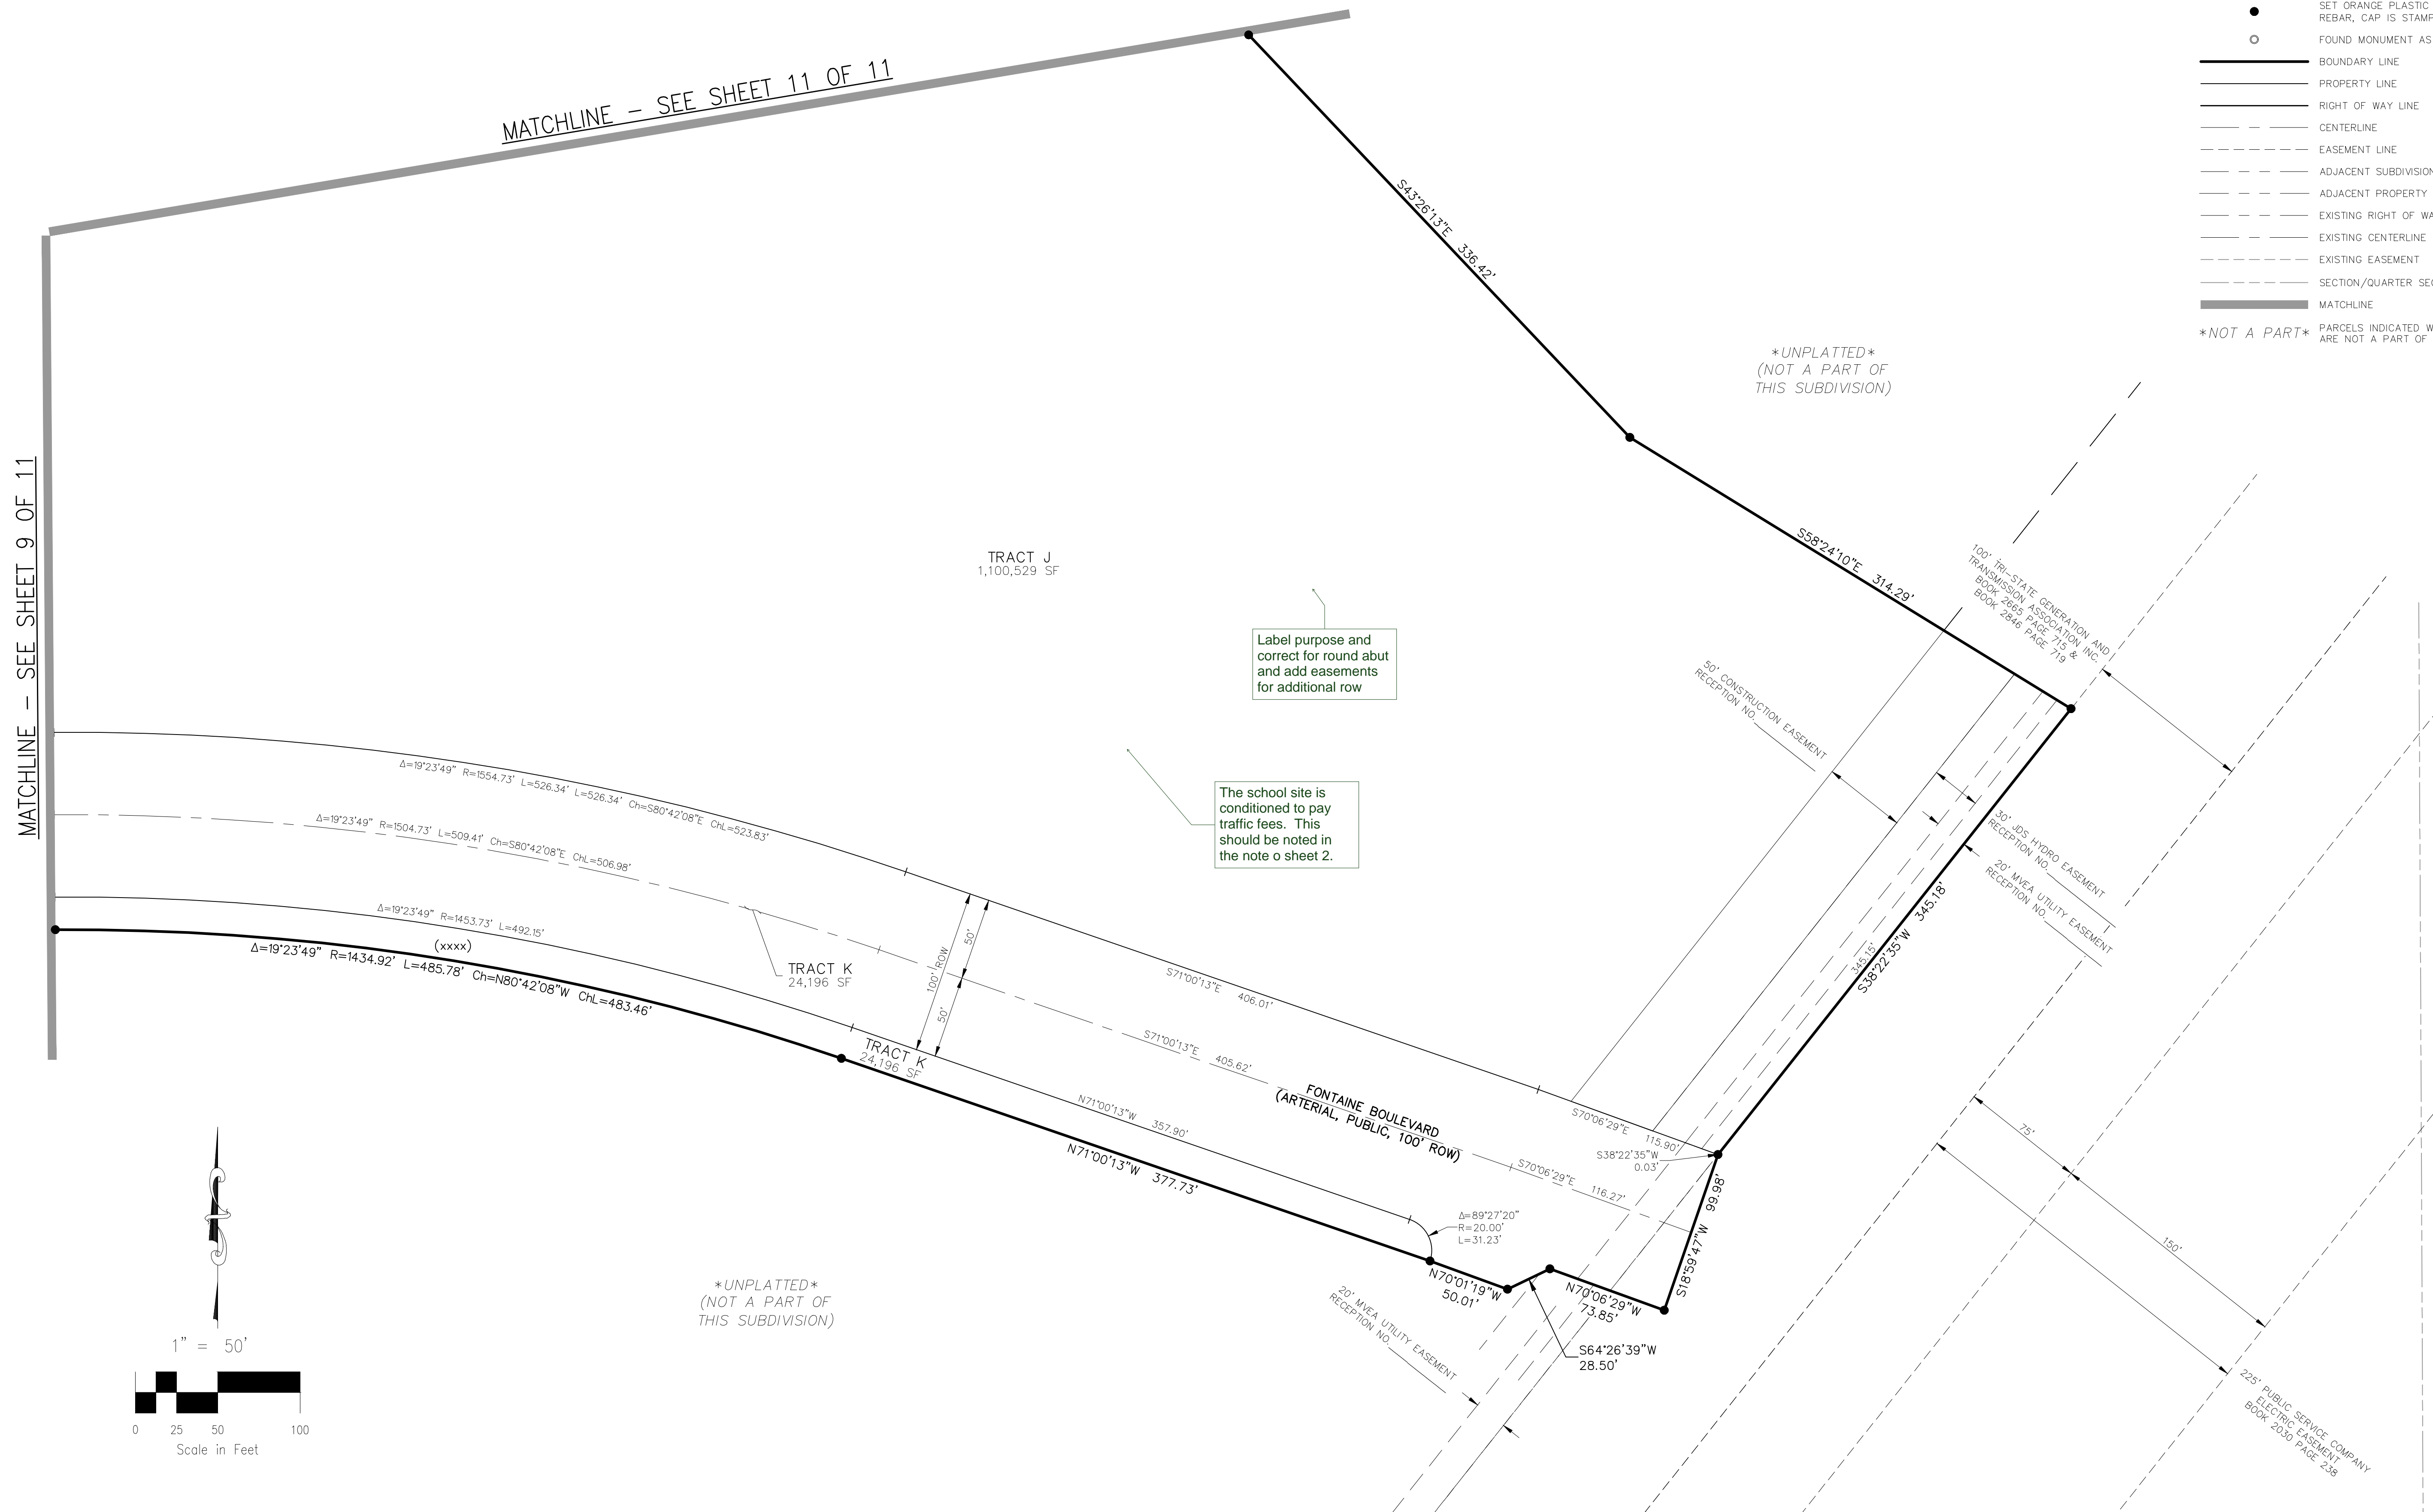 SET ORANGE PLASTIC
REBAR, CAP IS STAMP
FOUND MONUMENT AS
BOUNDARY LINE
PROPERTY LINE
RIGHT OF WAY LINE
CENTERLINE
EASEMENT LINE
ADJACENT SUBDIVISION
ADJACENT PROPERTY
EXISTING RIGHT OF WA
EXISTING CENTERLINE
EXISTING EASEMENT
SECTION/QUARTER SE
MATCHLINE
*NOT A PART*
PARCELS INDICATED W
ARE NOT A PART OF
MATCHLINE – SEE SHEET 11 OF 11
S43°26'13"E 336.42'
*UNPLATTED*
(NOT A PART OF
THIS SUBDIVISION)
MATCHLINE – SEE SHEET 9 OF 11
TRACT J
1,100,529 SF
S58°24'10"E 314.29'
100' TRI–STATE GENERATION AND
TRANSMISSION ASSOCIATION INC.
BOOK 2665 PAGE 715 &
BOOK 2846 PAGE 719
Label purpose and
correct for round abut
and add easements
for additional row
50' CONSTRUCTION EASEMENT
RECEPTION NO.
The school site is
conditioned to pay
traffic fees. This
should be noted in
the note o sheet 2.
30' JDS HYDRO EASEMENT
RECEPTION NO.
20' MVEA UTILITY EASEMENT
RECEPTION NO.
345.15'
S38°22'35"W 345.18'
Δ=19°23'49" R=1554.73' L=526.34' L=526.34' Ch=S80°42'08"E ChL=523.83'
Δ=19°23'49" R=1504.73' L=509.41' Ch=S80°42'08"E ChL=506.98'
Δ=19°23'49" R=1453.73' L=492.15'
(xxxx)
Δ=19°23'49" R=1434.92' L=485.78' Ch=N80°42'08"W ChL=483.46'
TRACT K
24,196 SF
100' ROW
50'
50'
S71°00'13"E 406.01'
TRACT K
24,196 SF
S71°00'13"E 405.62'
FONTAINE BOULEVARD
(ARTERIAL, PUBLIC, 100' ROW)
N71°00'13"W 357.90'
N71°00'13"W 377.73'
S70°06'29"E 115.90'
S38°22'35"W
0.03'
S70°06'29"E 116.27'
S18°59'47"W 99.98'
Δ=89°27'20"
R=20.00'
L=31.23'
N70°01'19"W
50.01'
N70°06'29"W
73.85'
S64°26'39"W
28.50'
20' MVEA UTILITY EASEMENT
RECEPTION NO.
75'
150'
225' PUBLIC SERVICE COMPANY
ELECTRIC EASEMENT
BOOK 2030 PAGE 238
*UNPLATTED*
(NOT A PART OF
THIS SUBDIVISION)
1" = 50'
0 25 50 100
Scale in Feet